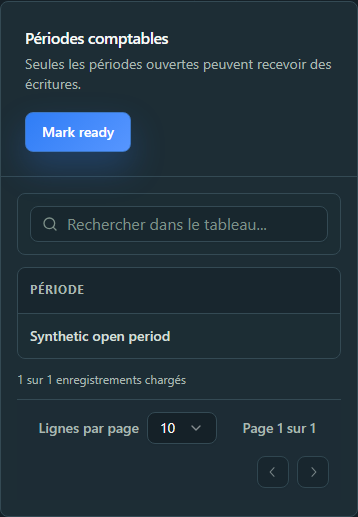 Périodes comptables
Seules les périodes ouvertes peuvent recevoir des
écritures.
Mark ready
Rechercher dans le tableau...
PÉRIODE
Synthetic open period
1 sur 1 enregistrements chargés
Lignes par page 10 Page 1 sur 1